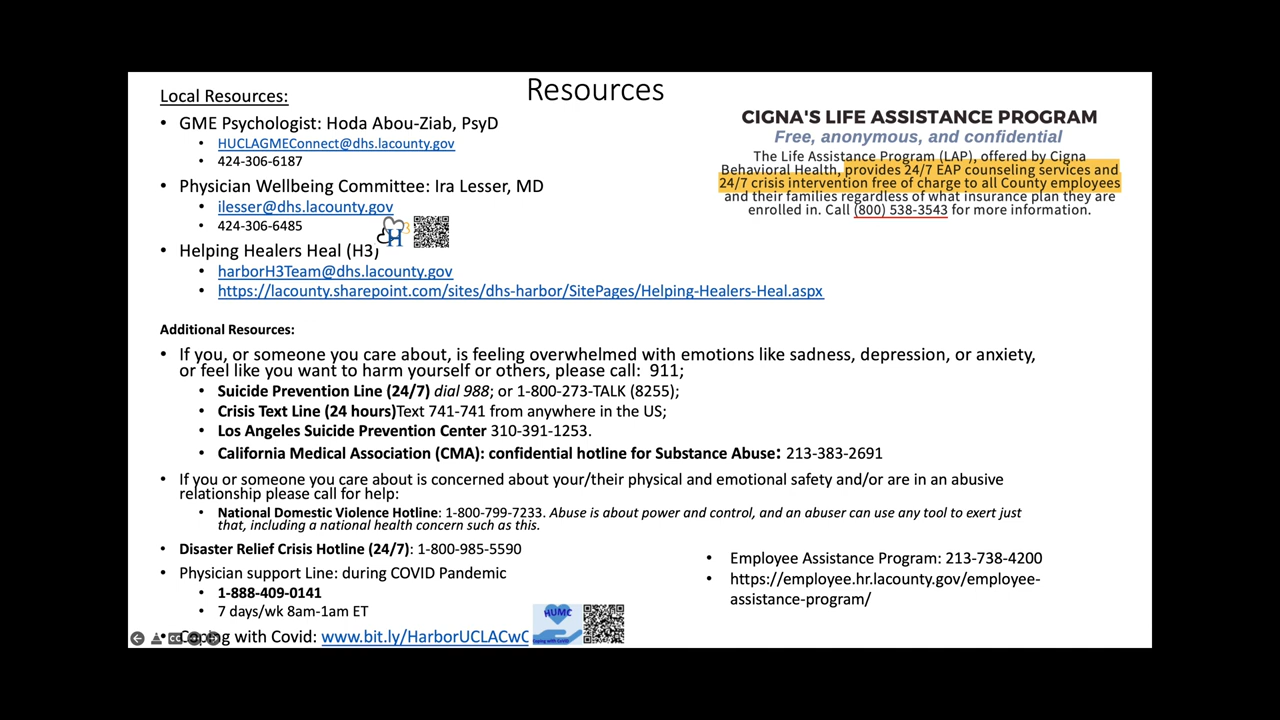 Resources
Local Resources:
• GME Psychologist: Hoda Abou-Ziab, PsyD
• HUCLAGMEConnect@dhs.lacounty.gov
• 424-306-6187
• Physician Wellbeing Committee: Ira Lesser, MD
• ilesser@dhs.lacounty.gov
• 424-306-6485
• Helping Healers Heal (H3)
• harborH3Team@dhs.lacounty.gov
• https://lacounty.sharepoint.com/sites/dhs-harbor/SitePages/Helping-Healers-Heal.aspx
H3
CIGNA'S LIFE ASSISTANCE PROGRAM
Free, anonymous, and confidential
The Life Assistance Program (LAP), offered by Cigna
Behavioral Health, provides 24/7 EAP counseling services and
24/7 crisis intervention free of charge to all County employees
and their families regardless of what insurance plan they are
enrolled in. Call (800) 538-3543 for more information.
Additional Resources:
• If you, or someone you care about, is feeling overwhelmed with emotions like sadness, depression, or anxiety,
or feel like you want to harm yourself or others, please call: 911;
• Suicide Prevention Line (24/7) dial 988; or 1-800-273-TALK (8255);
• Crisis Text Line (24 hours)Text 741-741 from anywhere in the US;
• Los Angeles Suicide Prevention Center 310-391-1253.
• California Medical Association (CMA): confidential hotline for Substance Abuse: 213-383-2691
• If you or someone you care about is concerned about your/their physical and emotional safety and/or are in an abusive
relationship please call for help:
• National Domestic Violence Hotline: 1-800-799-7233. Abuse is about power and control, and an abuser can use any tool to exert just
that, including a national health concern such as this.
• Disaster Relief Crisis Hotline (24/7): 1-800-985-5590
• Physician support Line: during COVID Pandemic
• 1-888-409-0141
• 7 days/wk 8am-1am ET
• Coping with Covid: www.bit.ly/HarborUCLACwC
HUMC
Coping with Covid
• Employee Assistance Program: 213-738-4200
• https://employee.hr.lacounty.gov/employee-
assistance-program/